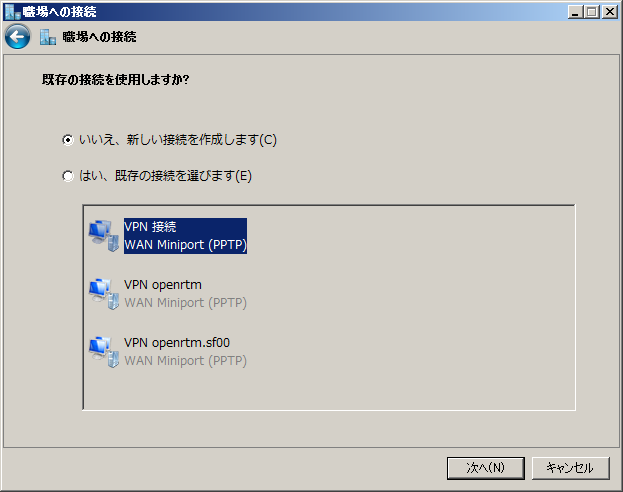 職場への接続
職場への接続
既存の接続を使用しますか?
いいえ、新しい接続を作成します(C)
はい、既存の接続を選びます(E)
VPN 接続
WAN Miniport (PPTP)
VPN openrtm
WAN Miniport (PPTP)
VPN openrtm.sf00
WAN Miniport (PPTP)
次へ(N)
キャンセル